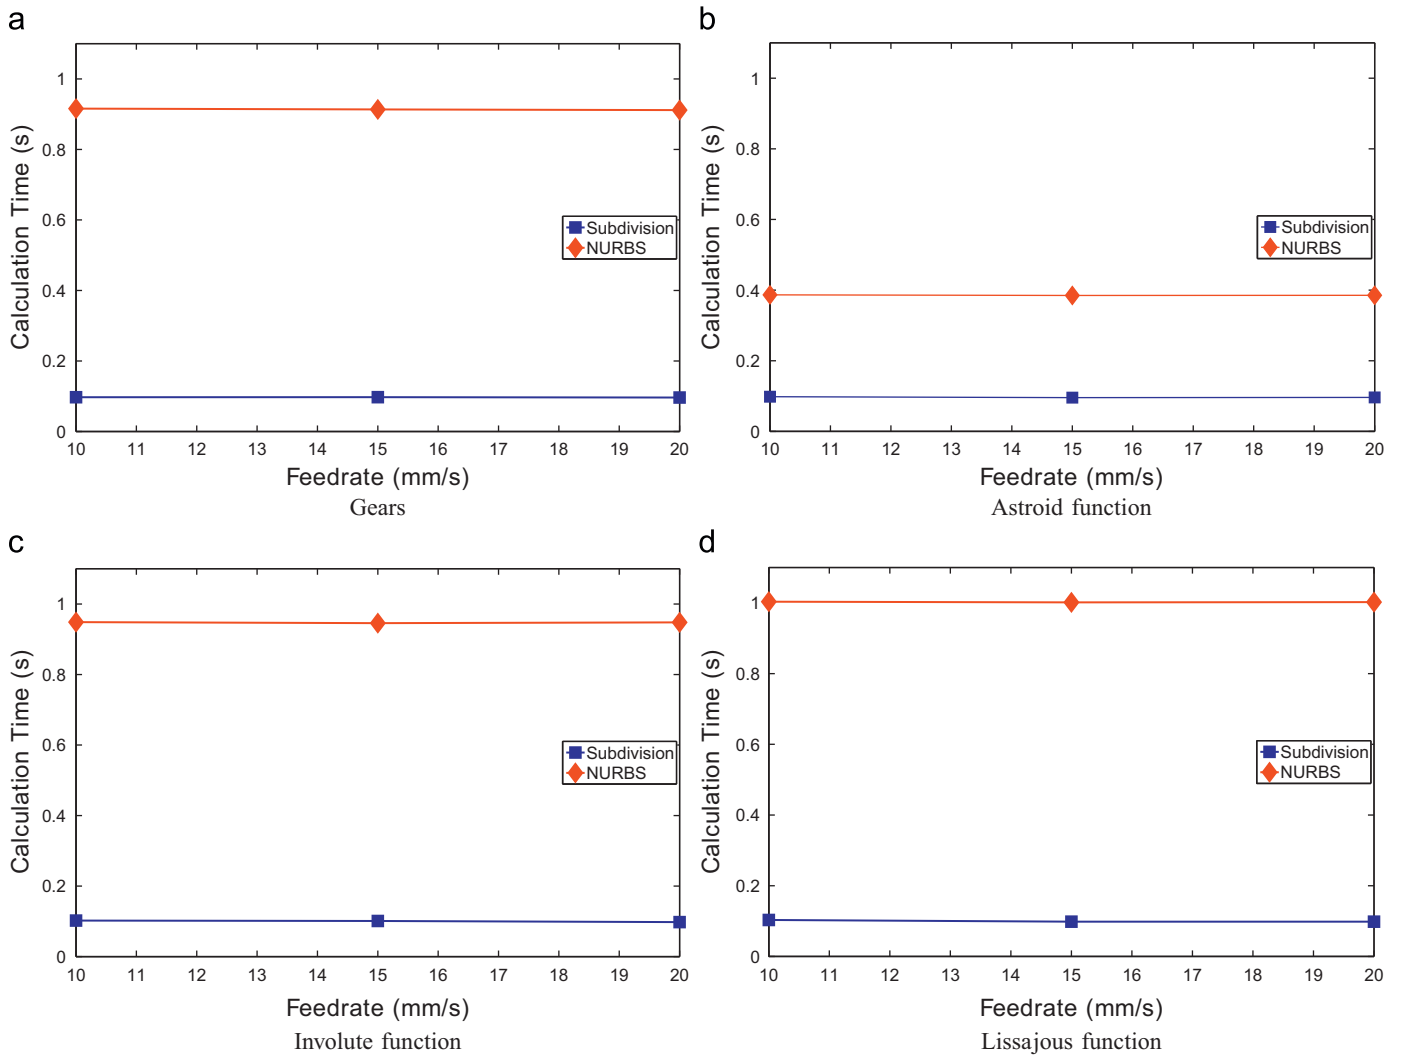 a
1
0.8
0.6
0.4
0.2
0
Calculation Time (s)
Subdivision
NURBS
10 11 12 13 14 15 16 17 18 19 20
Feedrate (mm/s)
Gears
b
1
0.8
0.6
0.4
0.2
0
Calculation Time (s)
Subdivision
NURBS
10 11 12 13 14 15 16 17 18 19 20
Feedrate (mm/s)
Astroid function
c
1
0.8
0.6
0.4
0.2
0
Calculation Time (s)
Subdivision
NURBS
10 11 12 13 14 15 16 17 18 19 20
Feedrate (mm/s)
Involute function
d
1
0.8
0.6
0.4
0.2
0
Calculation Time (s)
Subdivision
NURBS
10 11 12 13 14 15 16 17 18 19 20
Feedrate (mm/s)
Lissajous function